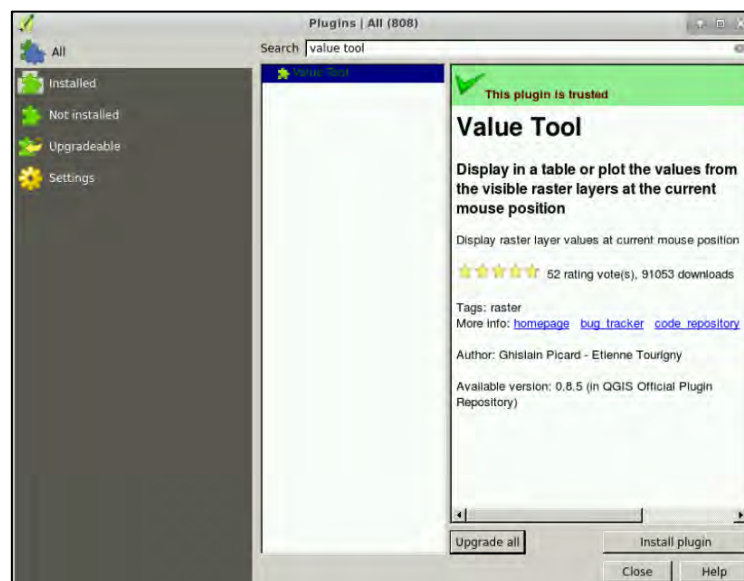 Plugins | All (808)
All
Installed
Not installed
Upgradeable
Settings
Search value tool
Value Tool
This plugin is trusted
Value Tool
Display in a table or plot the values from
the visible raster layers at the current
mouse position
Display raster layer values at current mouse position
52 rating vote(s), 91053 downloads
Tags: raster
More info: homepage bug tracker code repository
Author: Ghislain Picard - Etienne Tourigny
Available version: 0.8.5 (in QGIS Official Plugin
Repository)
Upgrade all Install plugin
Close Help